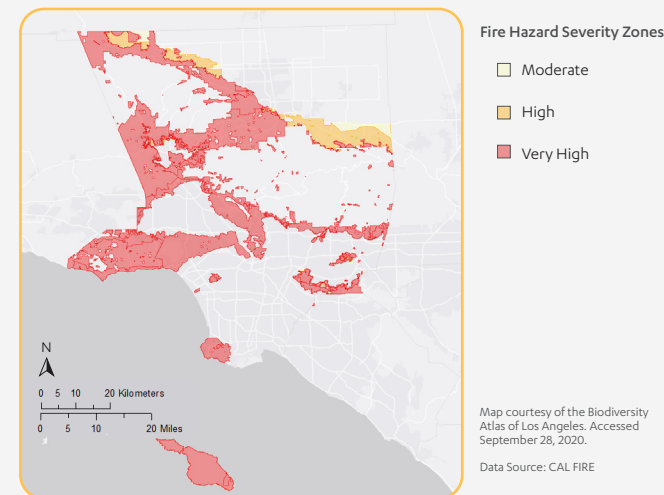 Fire Hazard Severity Zones
Moderate
High
Very High
N
0 5 10 20 Kilometers
0 5 10 20 Miles
Map courtesy of the Biodiversity
Atlas of Los Angeles. Accessed
September 28, 2020.
Data Source: CAL FIRE